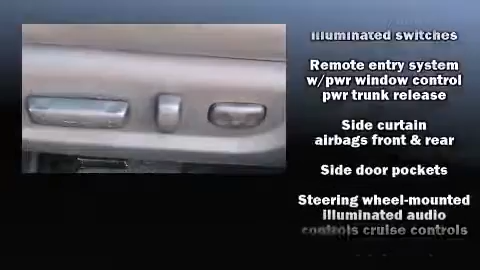 illuminated switches
Remote entry system
w/pwr window control
pwr trunk release
Side curtain
airbags front & rear
Side door pockets
Steering wheel-mounted
illuminated audio
controls cruise controls